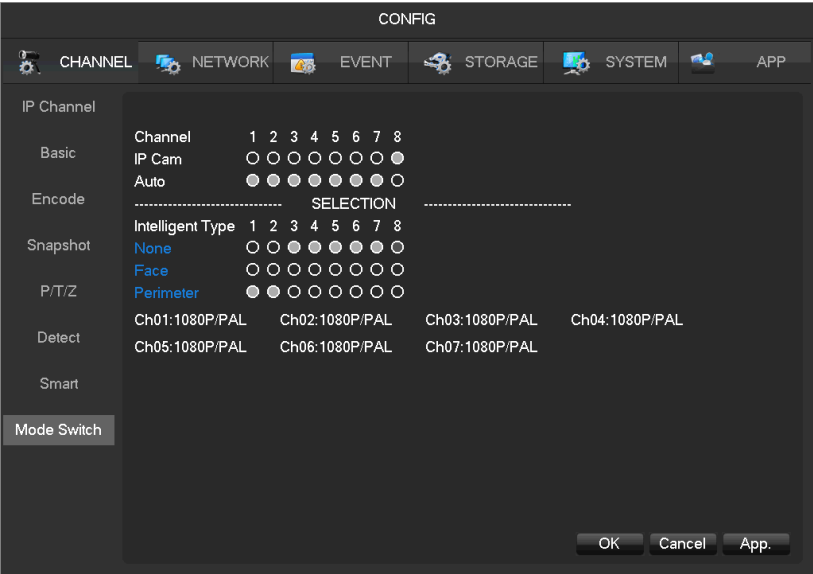 CONFIG
CHANNEL NETWORK EVENT STORAGE SYSTEM APP
IP Channel
Basic
Encode
Snapshot
P/T/Z
Detect
Smart
Mode Switch
Channel 1 2 3 4 5 6 7 8
IP Cam
Auto
------------------------------- SELECTION -------------------------------
Intelligent Type 1 2 3 4 5 6 7 8
None
Face
Perimeter
Ch01:1080P/PAL Ch02:1080P/PAL Ch03:1080P/PAL Ch04:1080P/PAL
Ch05:1080P/PAL Ch06:1080P/PAL Ch07:1080P/PAL
OK Cancel App.